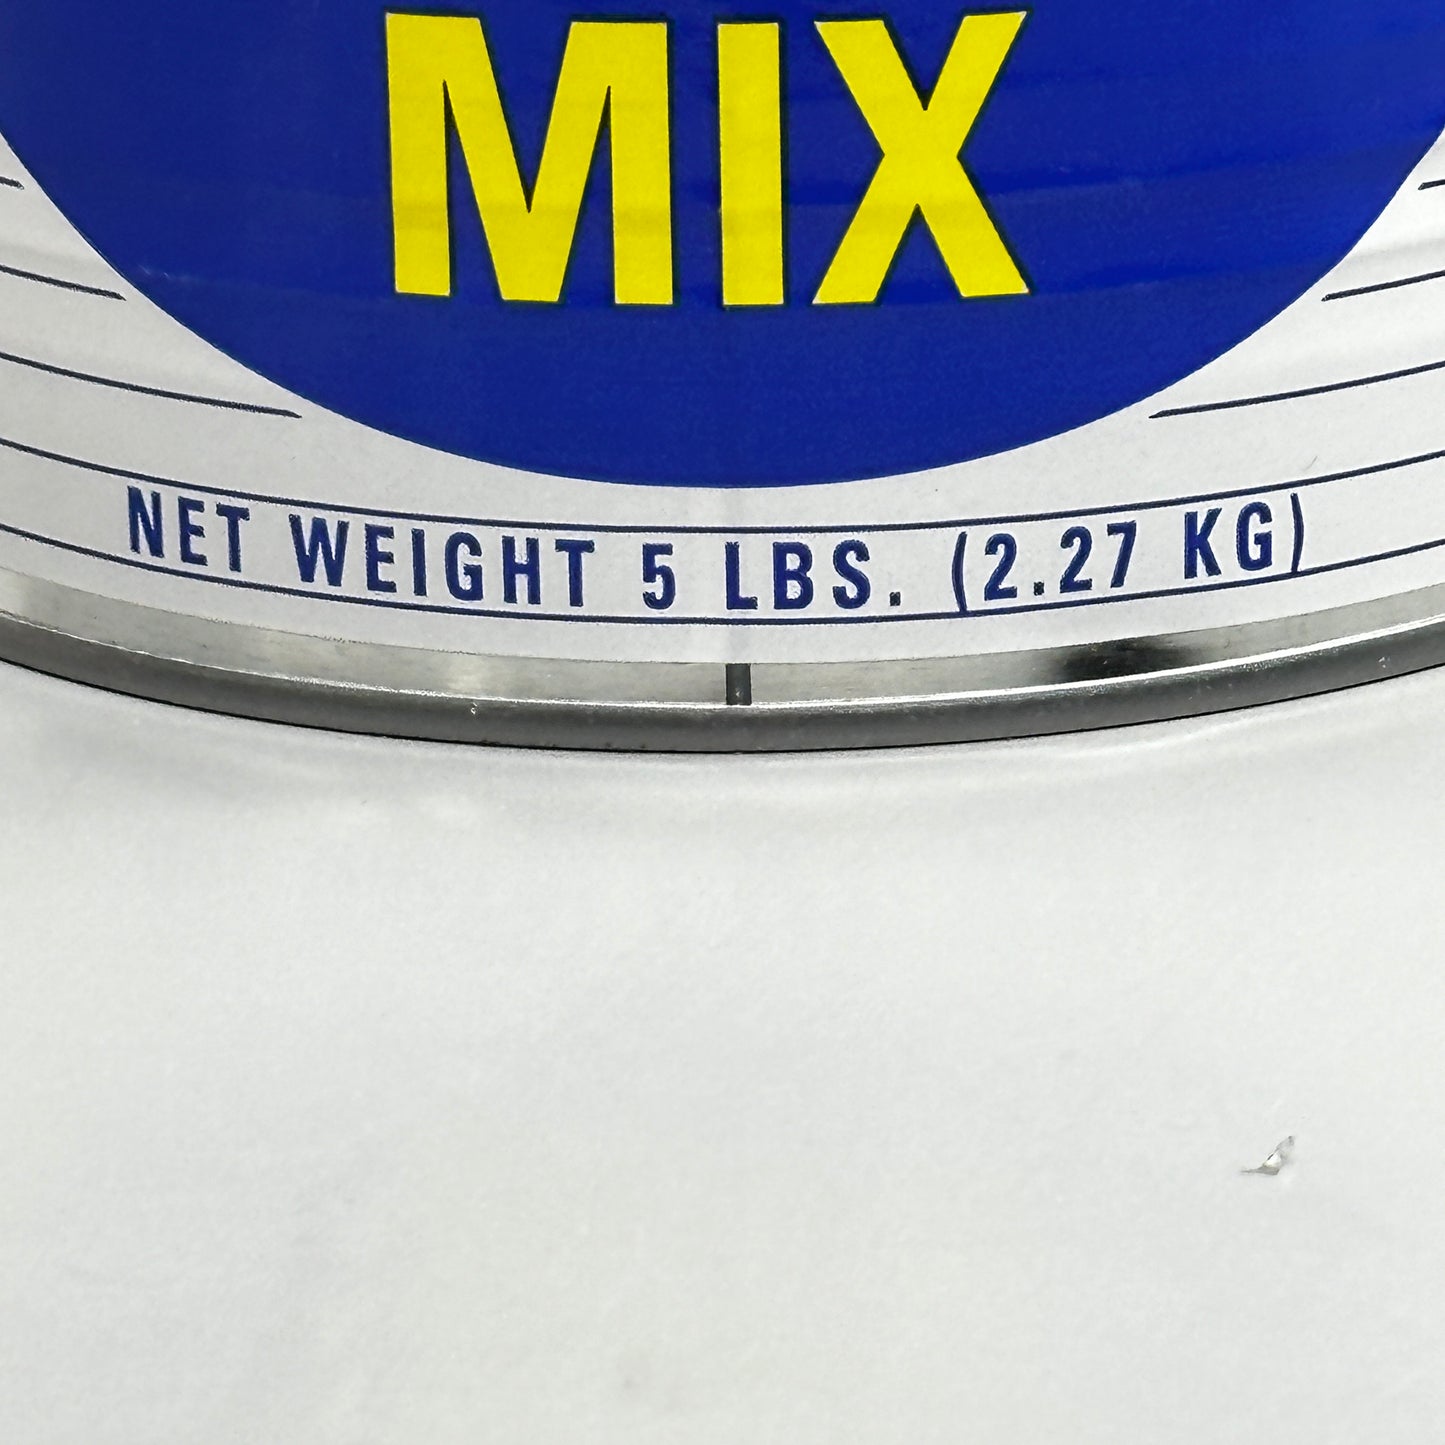 MIX
NET WEIGHT 5 LBS. (2.27 KG)